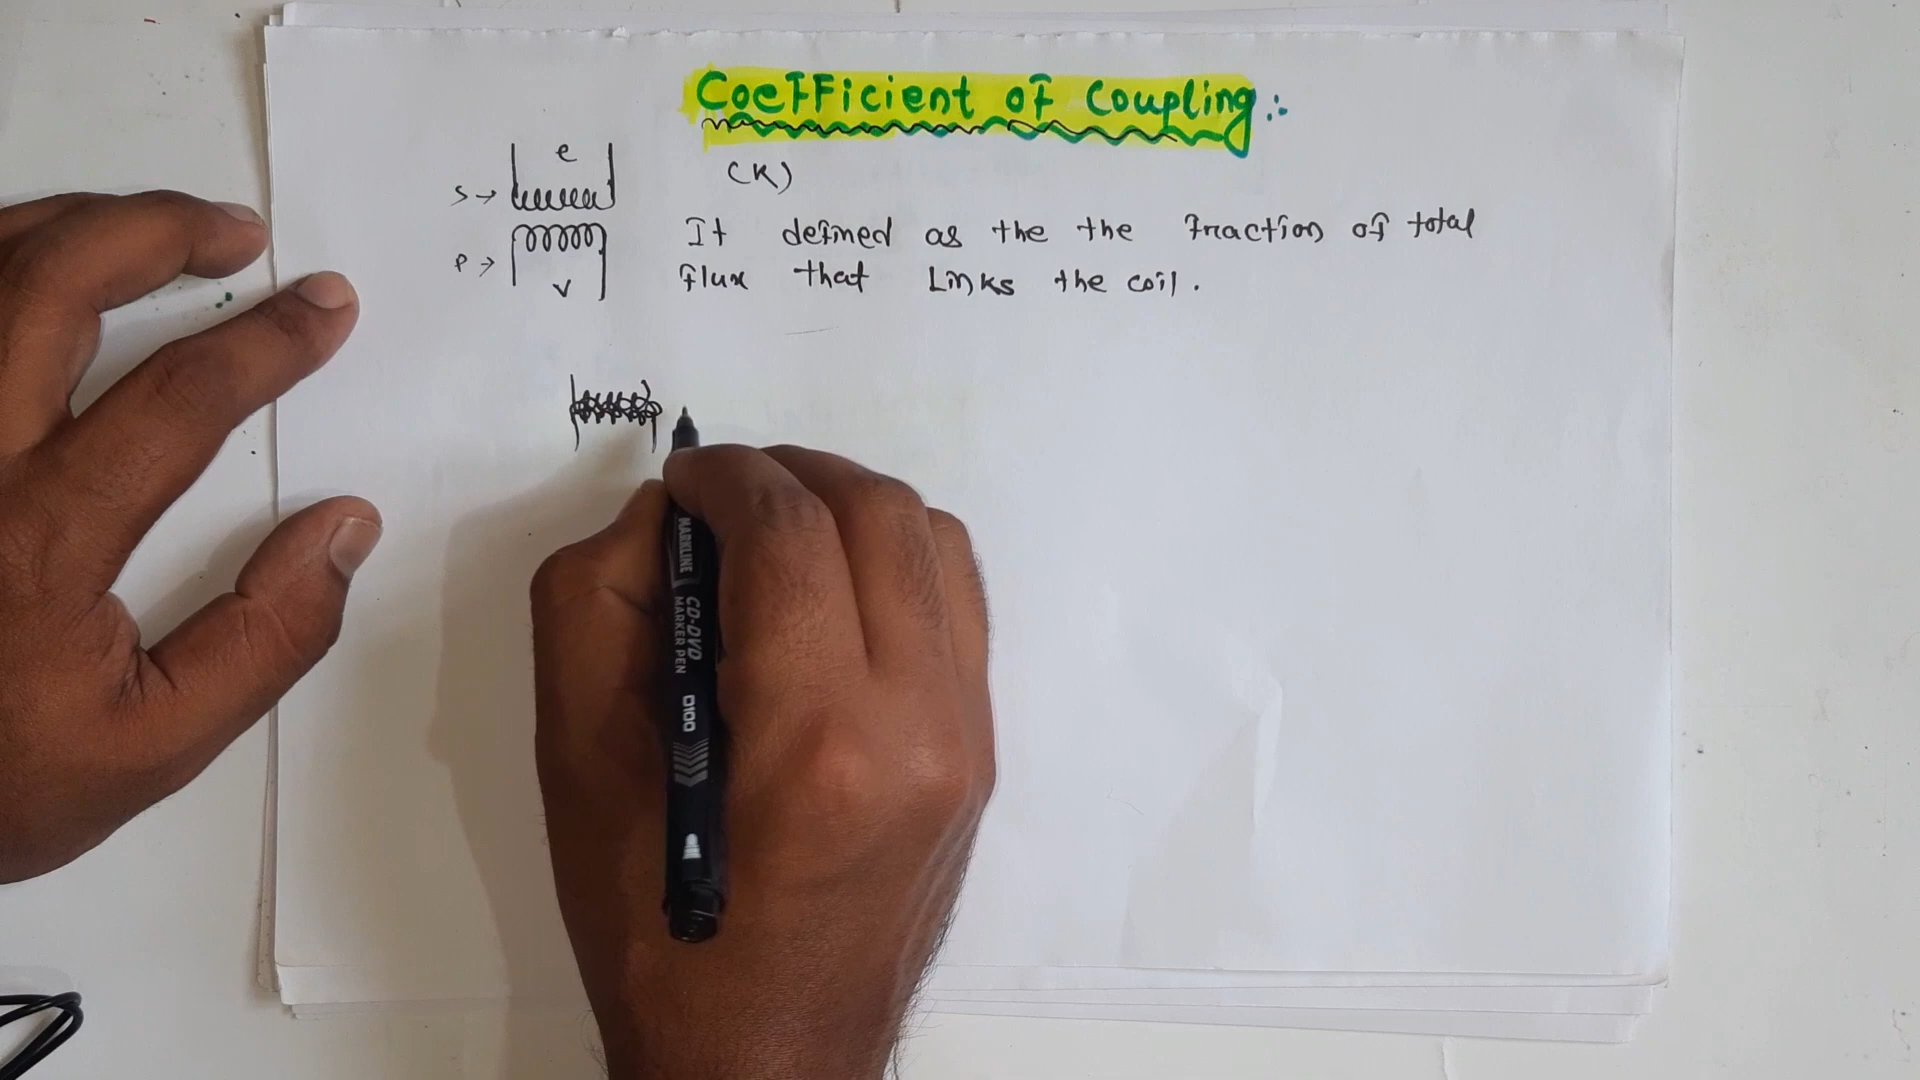 Coefficient of Coupling :
(K)
e
S →
P →
v
It defined as the the fraction of total
flux that Links the coil.
MARKLINE
CD-DVD
MARKER PEN
D100